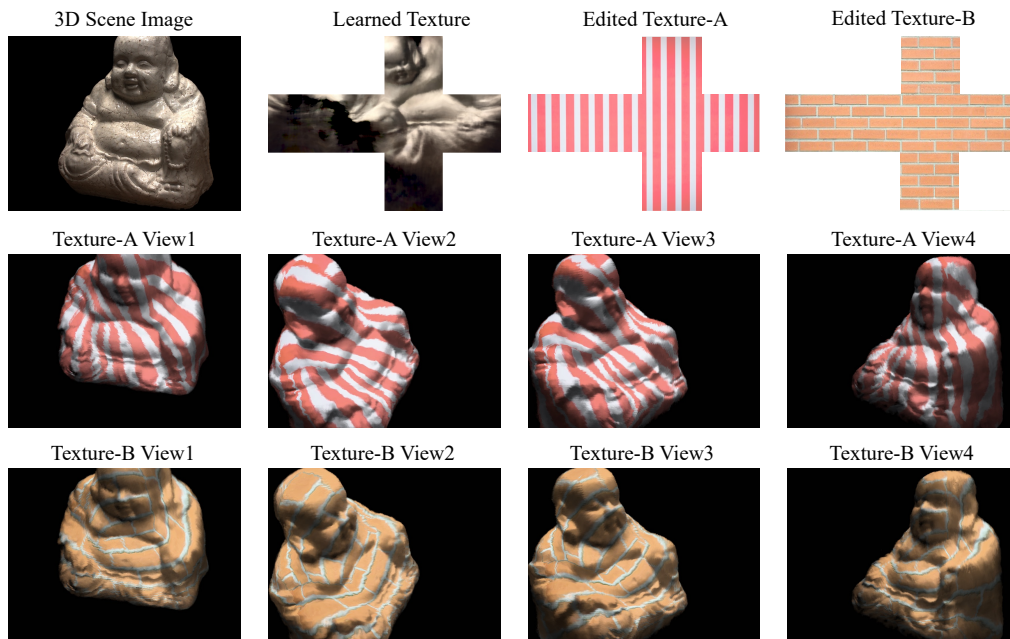 3D Scene Image
Learned Texture
Edited Texture-A
Edited Texture-B
Texture-A View1
Texture-A View2
Texture-A View3
Texture-A View4
Texture-B View1
Texture-B View2
Texture-B View3
Texture-B View4